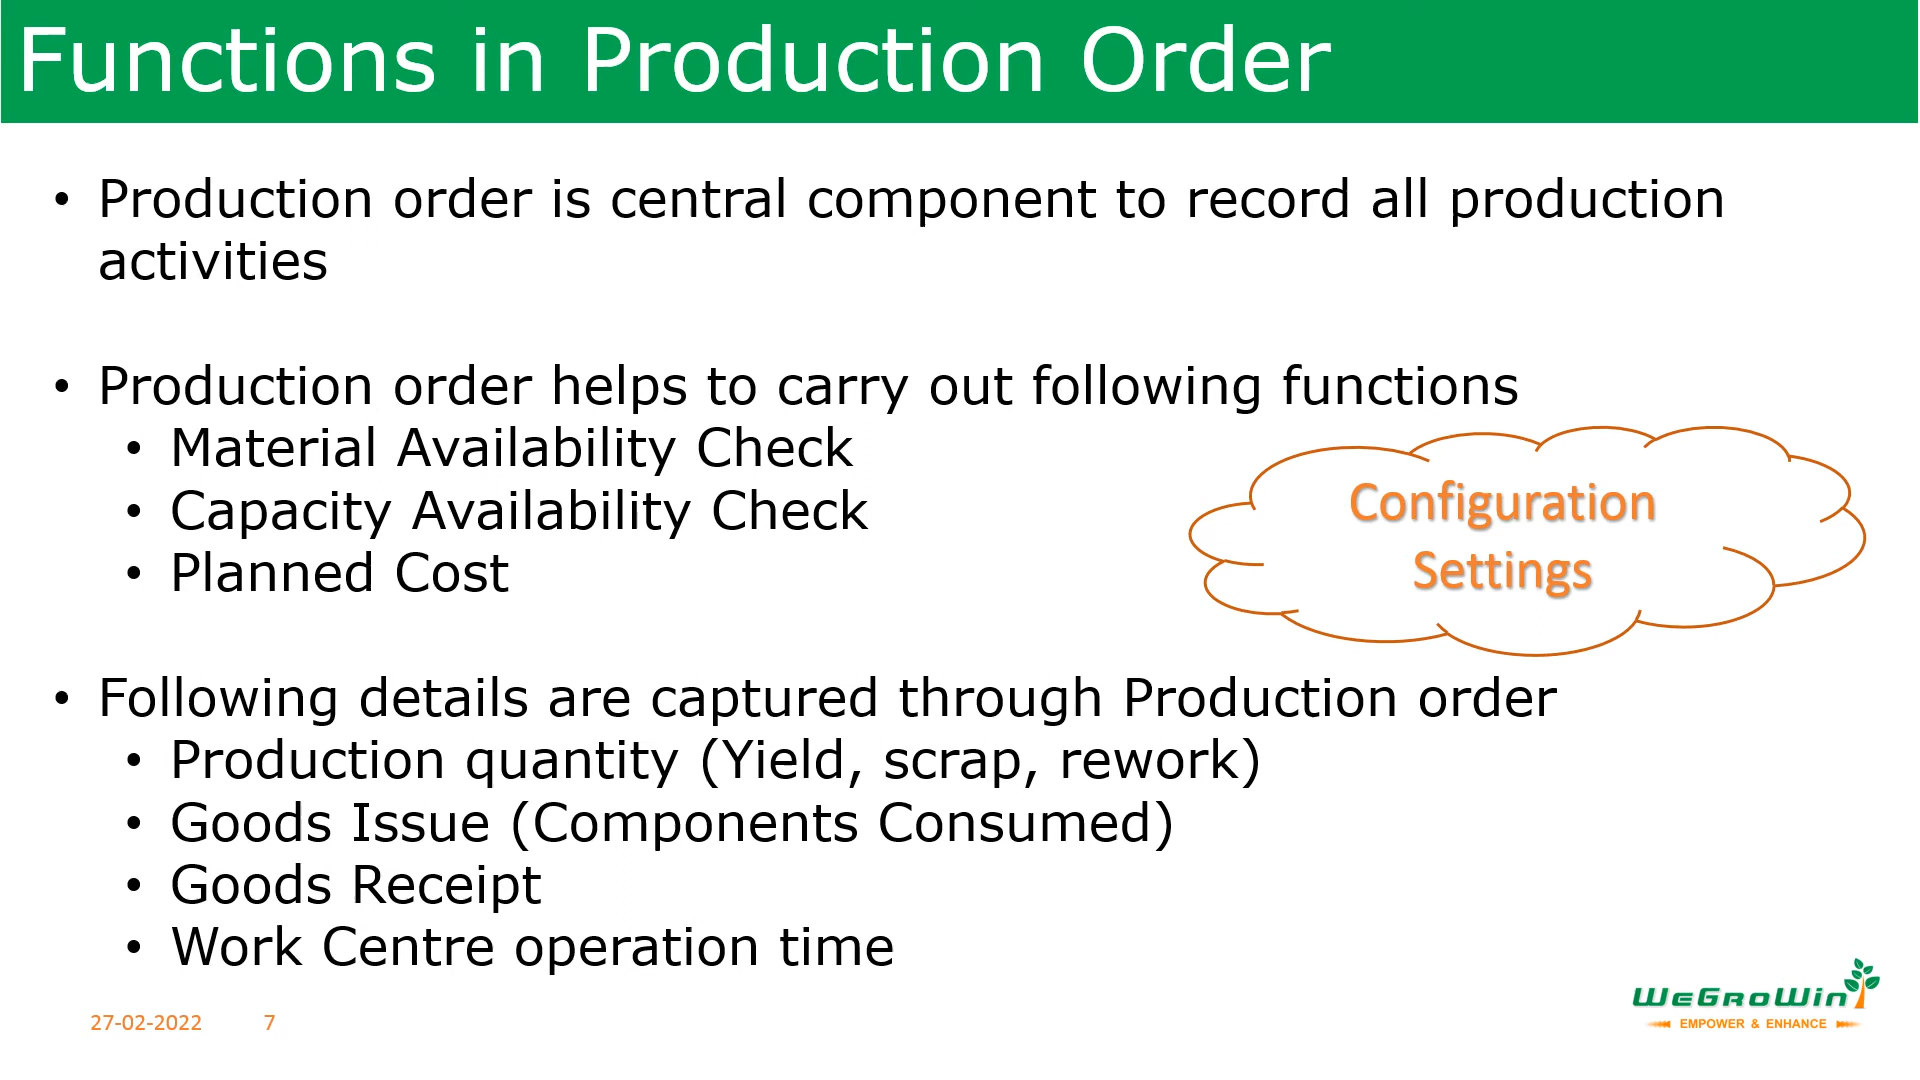 Functions in Production Order
• Production order is central component to record all production
activities
• Production order helps to carry out following functions
• Material Availability Check
• Capacity Availability Check
• Planned Cost
Configuration
Settings
• Following details are captured through Production order
• Production quantity (Yield, scrap, rework)
• Goods Issue (Components Consumed)
• Goods Receipt
• Work Centre operation time
27-02-2022 7
WeGroWin
EMPOWER & ENHANCE